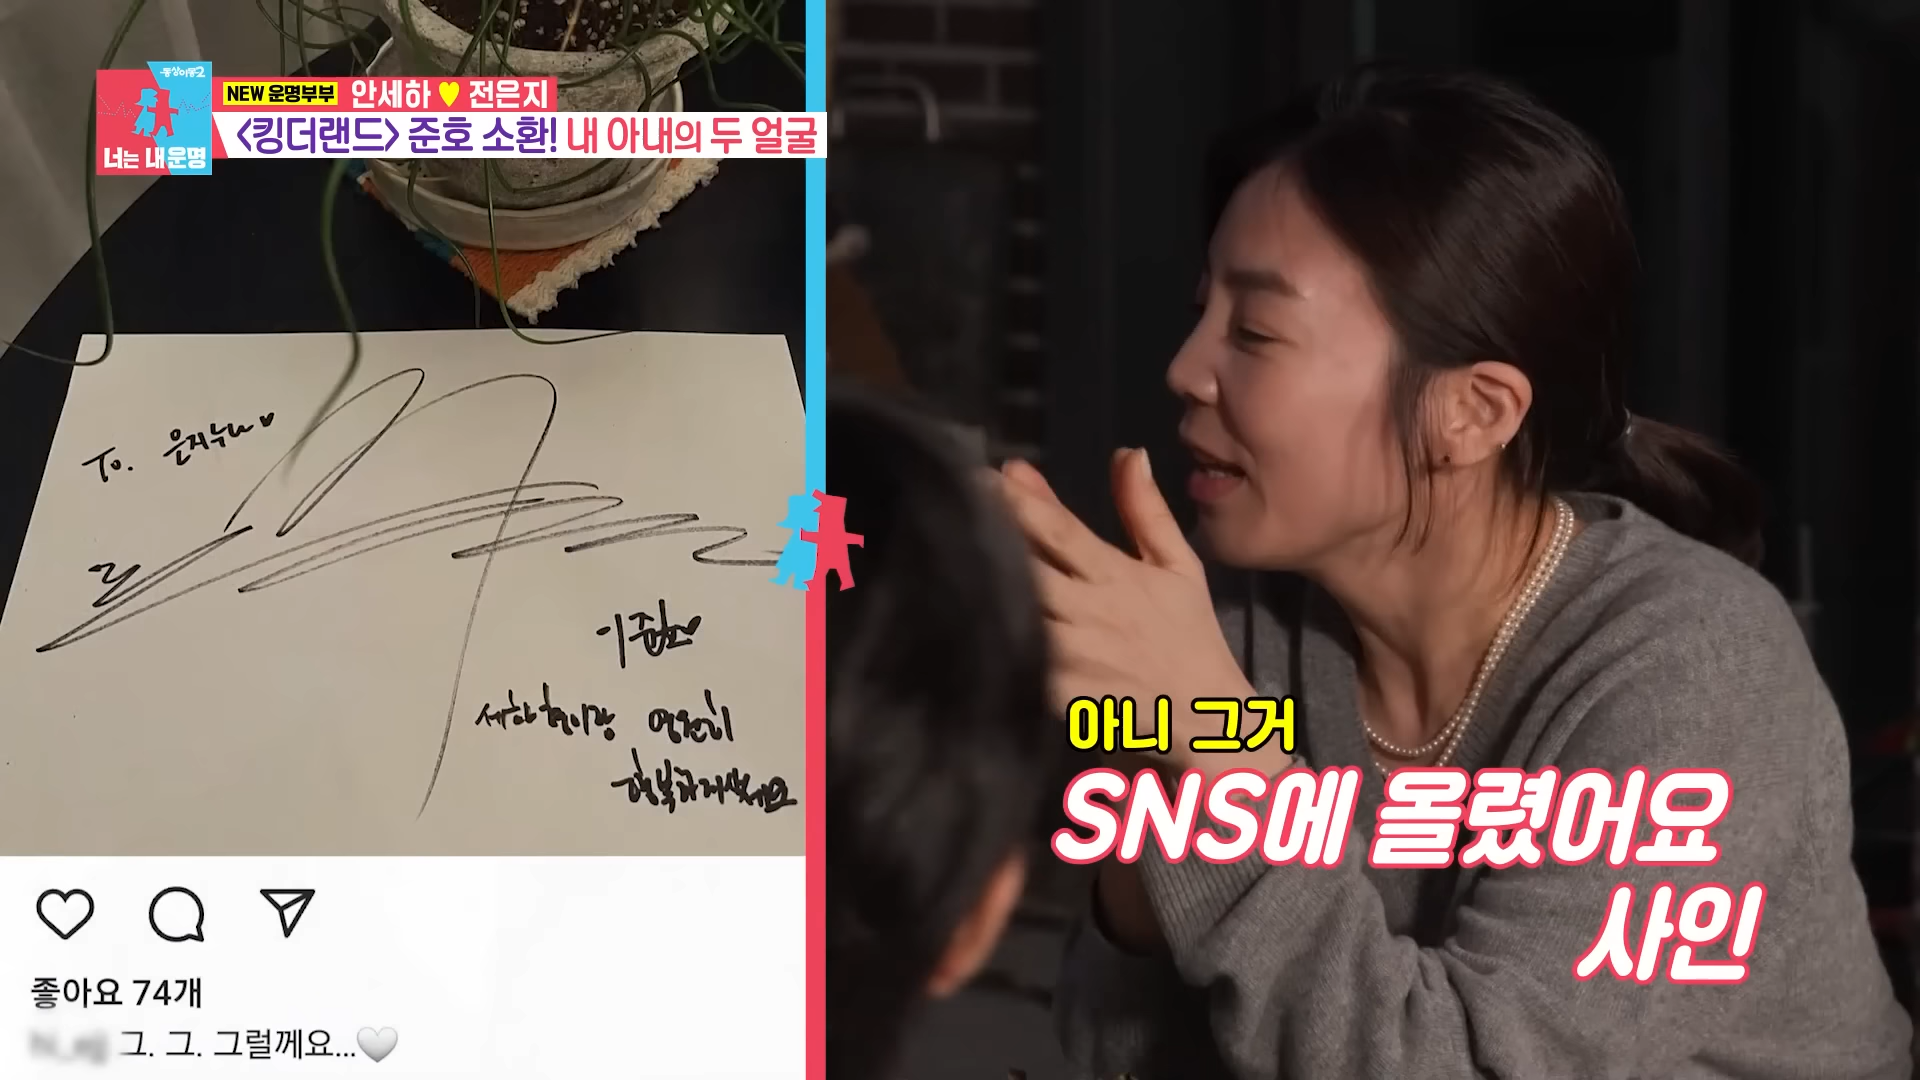 동상이몽2
너는 내 운명
NEW 운명부부 안세하 전은지
<킹더랜드> 준호 소환! 내 아내의 두 얼굴
To. 은지누나♡
이준호♡
세하형이랑 영원히
행복하세요
좋아요 74개
그. 그. 그럴께요...🤍
아니 그거
SNS에 올렸어요
사인